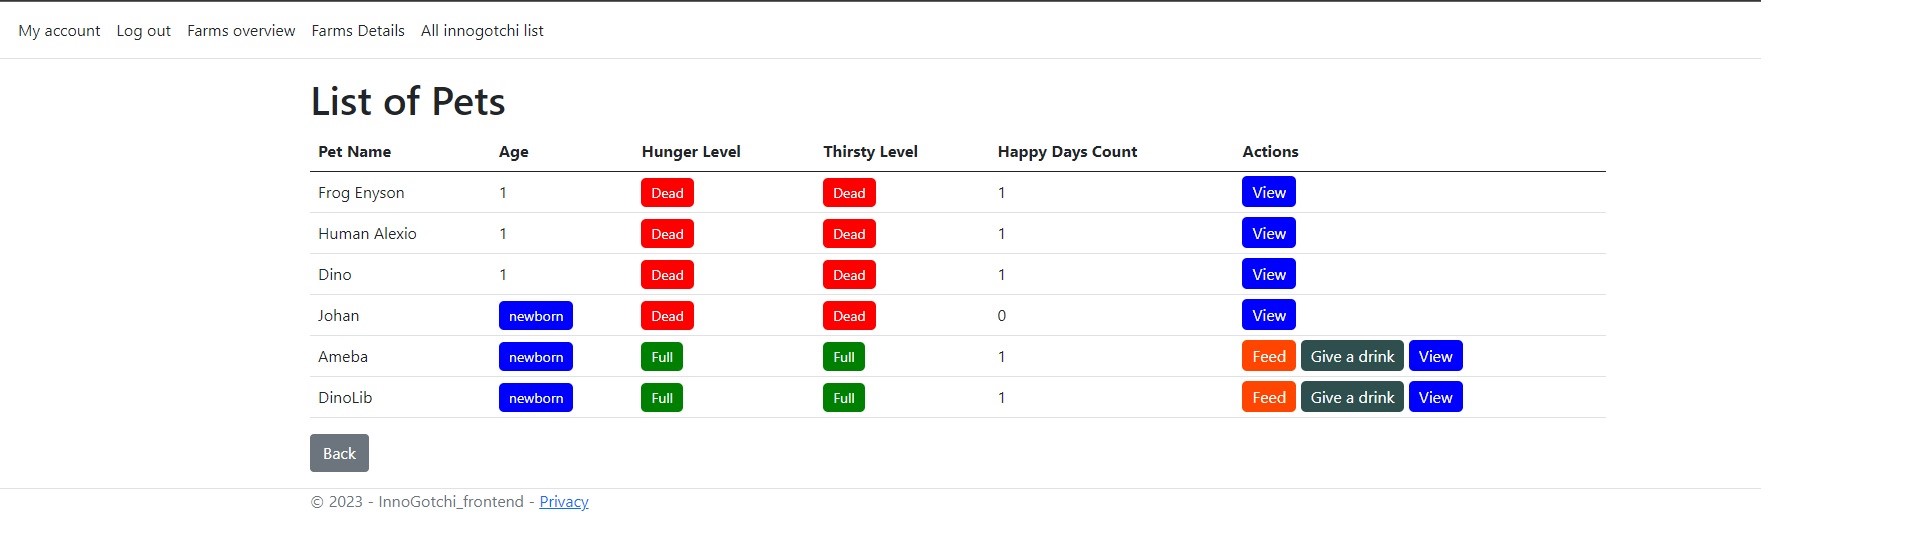 My account Log out Farms overview Farms Details All innogotchi list
List of Pets
Pet Name Age Hunger Level Thirsty Level Happy Days Count Actions
Frog Enyson 1 Dead Dead 1 View
Human Alexio 1 Dead Dead 1 View
Dino 1 Dead Dead 1 View
Johan newborn Dead Dead 0 View
Ameba newborn Full Full 1 Feed Give a drink View
DinoLib newborn Full Full 1 Feed Give a drink View
Back
© 2023 - InnoGotchi_frontend - Privacy